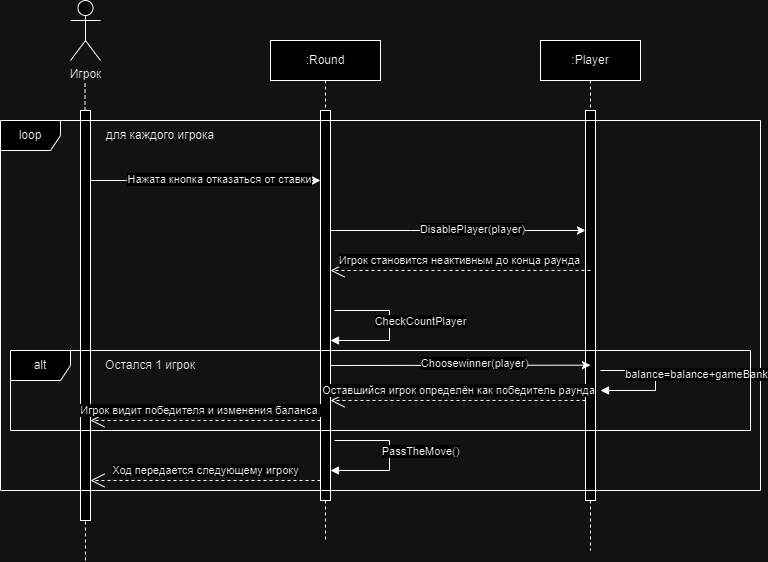 Игрок
:Round
:Player
loop
для каждого игрока
Нажата кнопка отказаться от ставки
DisablePlayer(player)
Игрок становится неактивным до конца раунда
CheckCountPlayer
alt
Остался 1 игрок
Choosewinner(player)
balance=balance+gameBank
Оставшийся игрок определён как победитель раунда
Игрок видит победителя и изменения баланса
PassTheMove()
Ход передается следующему игроку